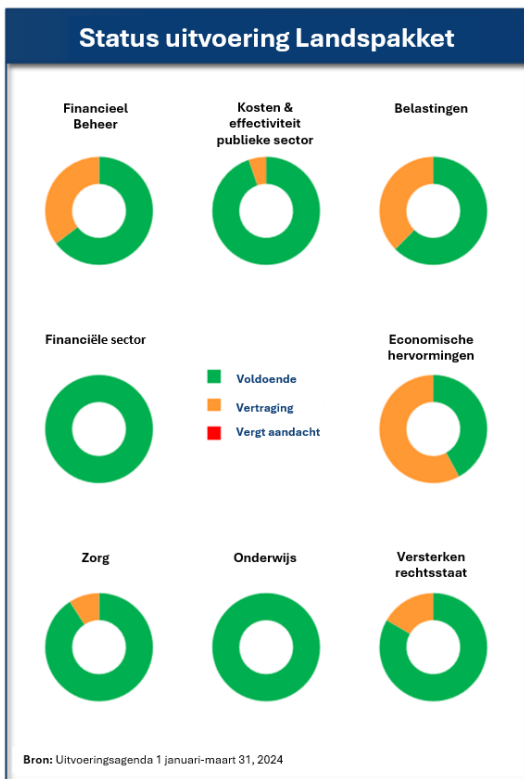 Status uitvoering Landspakket
Financieel
Beheer
Kosten &
effectiviteit
publieke sector
Belastingen
Financiële sector
Economische
hervormingen
Voldoende
Vertraging
Vergt aandacht
Zorg
Onderwijs
Versterken
rechtsstaat
Bron: Uitvoeringsagenda 1 januari-maart 31, 2024